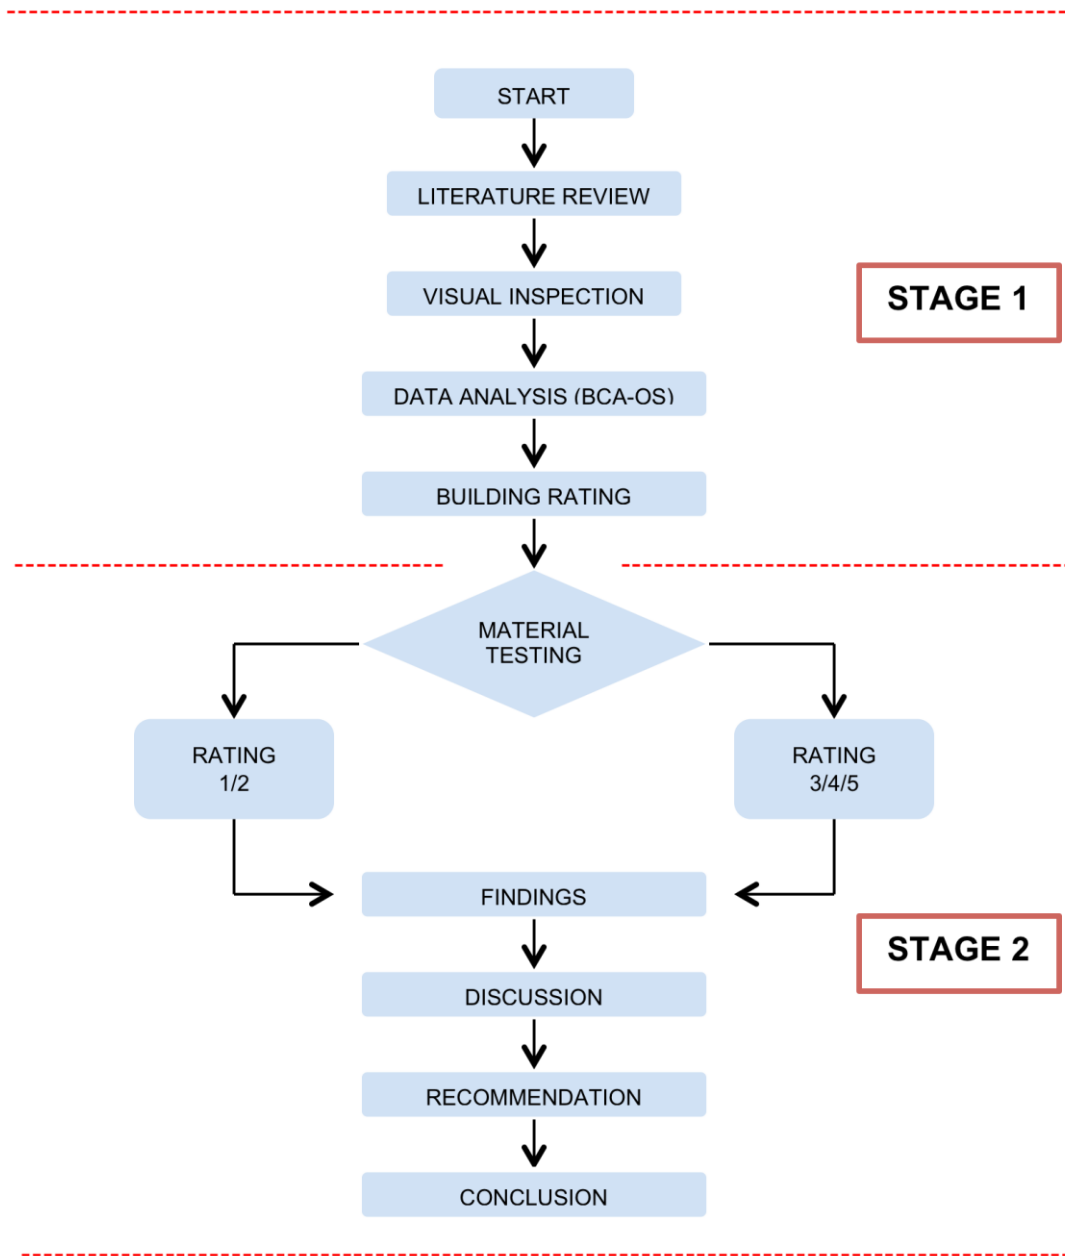 START
LITERATURE REVIEW
VISUAL INSPECTION
STAGE 1
DATA ANALYSIS (BCA-OS)
BUILDING RATING
MATERIAL
TESTING
RATING
1/2
RATING
3/4/5
FINDINGS
STAGE 2
DISCUSSION
RECOMMENDATION
CONCLUSION